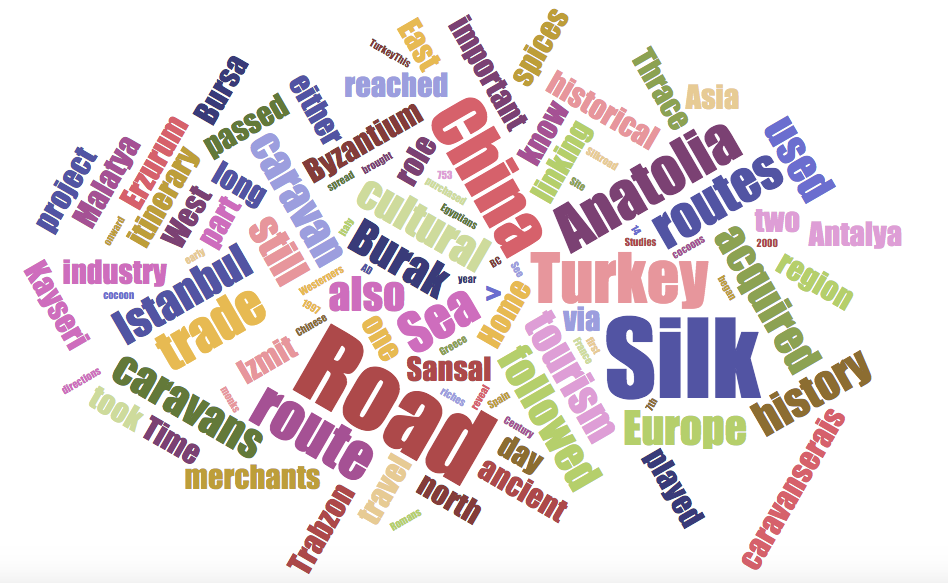 spices
East
important
TurkeyThis
Thrace
Bursa
reached
historical
Asia
either
passed
Byzantium
China
know
linking
used
Anatolia
role
brought
spread
Silkroad
Site
753
purchased
Egyptians
project
Malatya
Erzurum
itinerary
onward
West
long
part
caravan
cultural
routes
two
Antalya
Italy
14
Studies
2000
cocoons
still
Burak
BC
sea
AD
year
early
Kayseri
industry
cocoon
Istanbul
trade
Westerners
1997
Chinese
also
Sea
>
Home
Turkey
began
acquired
region
one
Greece
via
first
France
tourism
Silk
Izmit
Sansal
directions
caravans
took
Time
monks
Road
riches
reveal
Spain
followed
7th
Europe
history
route
Century
day
merchants
travel
ancient
north
Romans
Trabzon
played
caravanserais